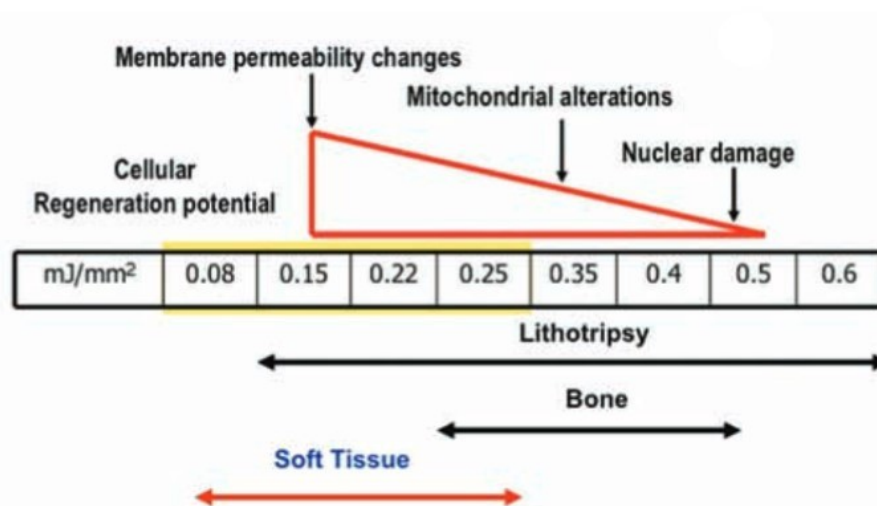 Membrane permeability changes
Mitochondrial alterations
Nuclear damage
Cellular
Regeneration potential
mJ/mm² 0.08 0.15 0.22 0.25 0.35 0.4 0.5 0.6
Lithotripsy
Bone
Soft Tissue